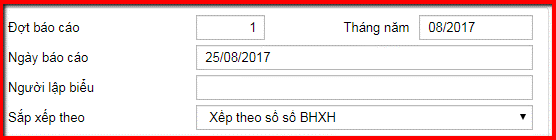 Đợt báo cáo 1 Tháng năm 08/2017
Ngày báo cáo 25/08/2017
Người lập biểu
Sắp xếp theo Xếp theo số sổ BHXH